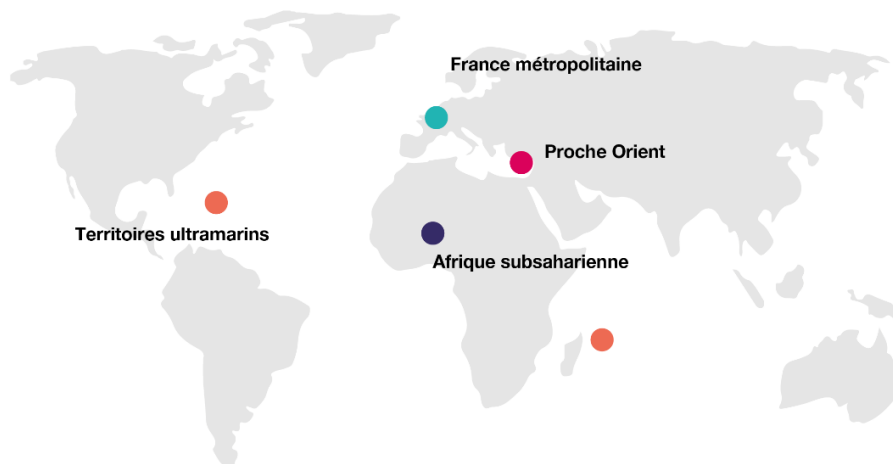 France métropolitaine
Proche Orient
Territoires ultramarins
Afrique subsaharienne